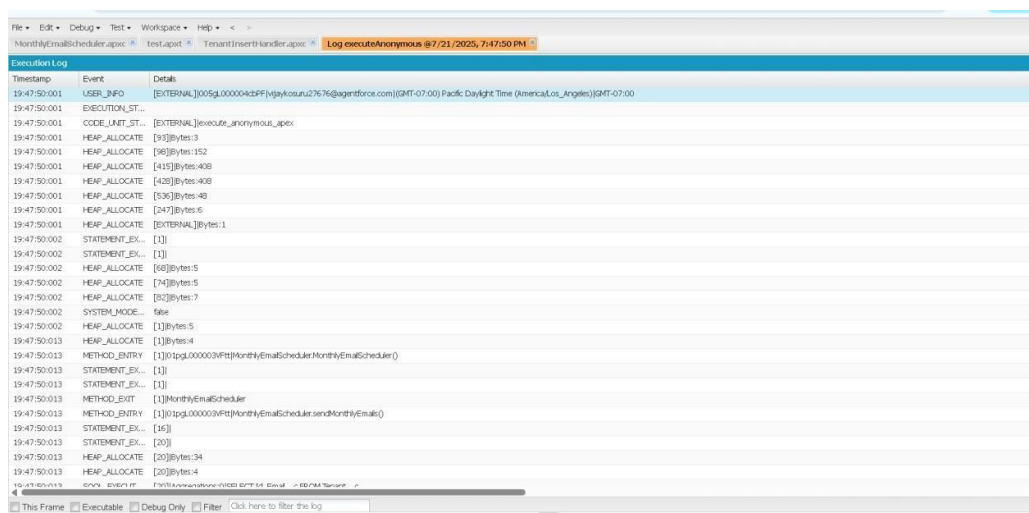 File Edit Debug Test Workspace Help < >
MonthlyEmailScheduler.apxc test.apxt TenantInsertHandler.apxc Log executeAnonymous @7/21/2025, 7:47:50 PM
Execution Log
Timestamp Event Details
19:47:50:001 USER_INFO [EXTERNAL]|005gL000004cbPF|vijaykosuru27676@agentforce.com|(GMT-07:00) Pacific Daylight Time (America/Los_Angeles)|GMT-07:00
19:47:50:001 EXECUTION_ST...
19:47:50:001 CODE_UNIT_ST... [EXTERNAL]|execute_anonymous_apex
19:47:50:001 HEAP_ALLOCATE [93]|Bytes:3
19:47:50:001 HEAP_ALLOCATE [98]|Bytes:152
19:47:50:001 HEAP_ALLOCATE [415]|Bytes:408
19:47:50:001 HEAP_ALLOCATE [428]|Bytes:408
19:47:50:001 HEAP_ALLOCATE [536]|Bytes:48
19:47:50:001 HEAP_ALLOCATE [247]|Bytes:6
19:47:50:001 HEAP_ALLOCATE [EXTERNAL]|Bytes:1
19:47:50:002 STATEMENT_EX... [1]|
19:47:50:002 STATEMENT_EX... [1]|
19:47:50:002 HEAP_ALLOCATE [68]|Bytes:5
19:47:50:002 HEAP_ALLOCATE [74]|Bytes:5
19:47:50:002 HEAP_ALLOCATE [82]|Bytes:7
19:47:50:002 SYSTEM_MODE... false
19:47:50:002 HEAP_ALLOCATE [1]|Bytes:5
19:47:50:013 HEAP_ALLOCATE [1]|Bytes:4
19:47:50:013 METHOD_ENTRY [1]|01pgL000003VFtt|MonthlyEmailScheduler.MonthlyEmailScheduler()
19:47:50:013 STATEMENT_EX... [1]|
19:47:50:013 STATEMENT_EX... [1]|
19:47:50:013 METHOD_EXIT [1]|MonthlyEmailScheduler
19:47:50:013 METHOD_ENTRY [1]|01pgL000003VFtt|MonthlyEmailScheduler.sendMonthlyEmails()
19:47:50:013 STATEMENT_EX... [16]|
19:47:50:013 STATEMENT_EX... [20]|
19:47:50:013 HEAP_ALLOCATE [20]|Bytes:34
19:47:50:013 HEAP_ALLOCATE [20]|Bytes:4
19:47:50:013 SOQL_EXECUT... [20]|Aggregations:0|SELECT Id, Email__c FROM Tenant__c
This Frame Executable Debug Only Filter Click here to filter the log